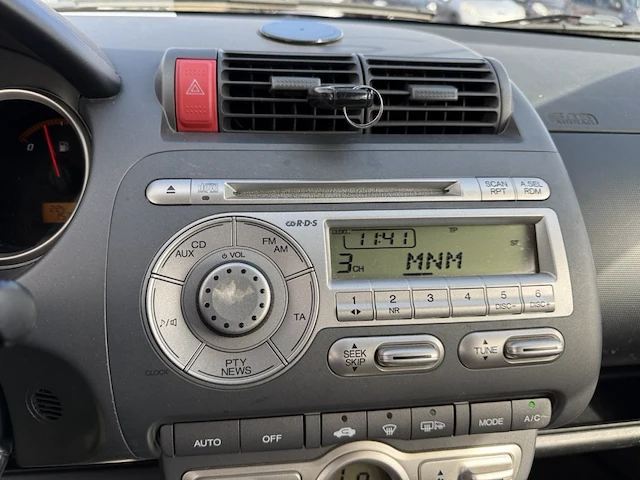 SCAN RPT
A.SEL RDM
R·D·S
TP
11:41
ST
3CH MNM
CD AUX
VOL
FM AM
TA
PTY NEWS
CLOCK
1 2 3 4 5 6
NR DISC- DISC+
SEEK SKIP
TUNE
AUTO
OFF
MODE
A/C